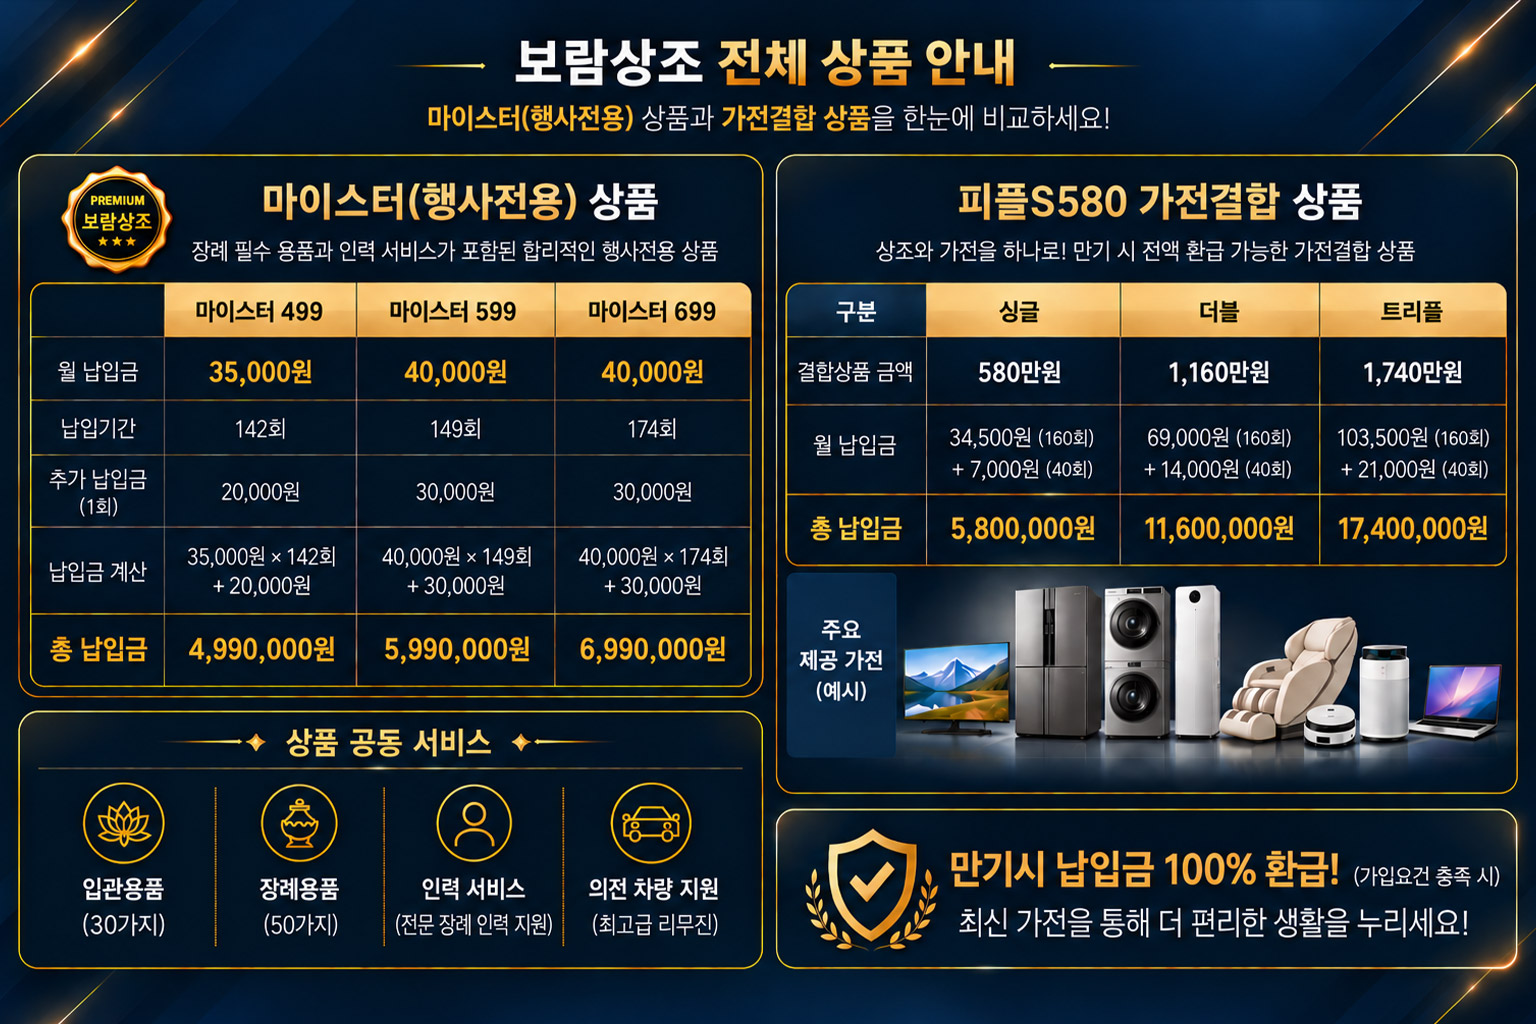 보람상조 전체 상품 안내
마이스터(행사전용) 상품과 가전결합 상품을 한눈에 비교하세요!
PREMIUM
보람상조
마이스터(행사전용) 상품
장례 필수 용품과 인력 서비스가 포함된 합리적인 행사전용 상품
마이스터 499 마이스터 599 마이스터 699
월 납입금 35,000원 40,000원 40,000원
납입기간 142회 149회 174회
추가 납입금 (1회) 20,000원 30,000원 30,000원
납입금 계산 35,000원 × 142회 + 20,000원 40,000원 × 149회 + 30,000원 40,000원 × 174회 + 30,000원
총 납입금 4,990,000원 5,990,000원 6,990,000원
상품 공동 서비스
입관용품 장례용품 인력 서비스 의전 차량 지원
(30가지) (50가지) (전문 장례 인력 지원) (최고급 리무진)
피플S580 가전결합 상품
상조와 가전을 하나로! 만기 시 전액 환급 가능한 가전결합 상품
구분 싱글 더블 트리플
결합상품 금액 580만원 1,160만원 1,740만원
월 납입금 34,500원 (160회) + 7,000원 (40회) 69,000원 (160회) + 14,000원 (40회) 103,500원 (160회) + 21,000원 (40회)
총 납입금 5,800,000원 11,600,000원 17,400,000원
주요
제공 가전
(예시)
만기시 납입금 100% 환급! (가입요건 충족 시)
최신 가전을 통해 더 편리한 생활을 누리세요!